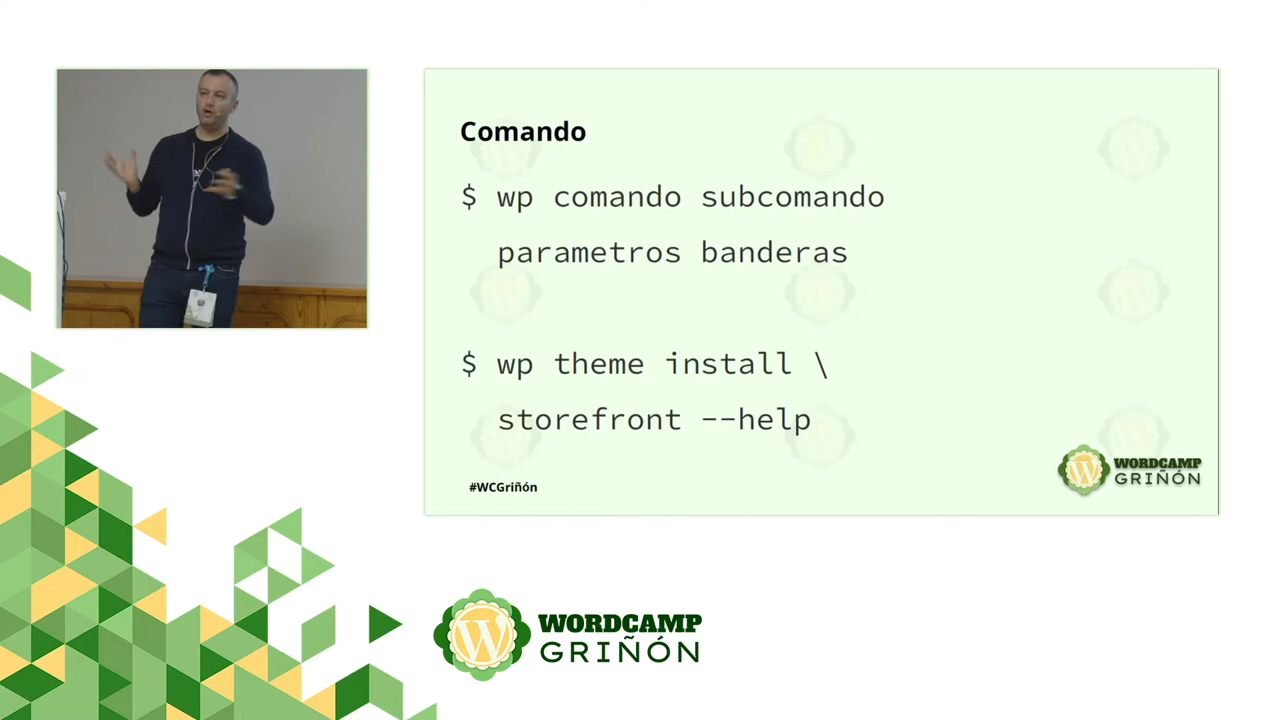 Comando
$ wp comando subcomando
parametros banderas
$ wp theme install \
storefront --help
#WCGriñón
WORDCAMP
GRIÑÓN
WORDCAMP
GRIÑÓN